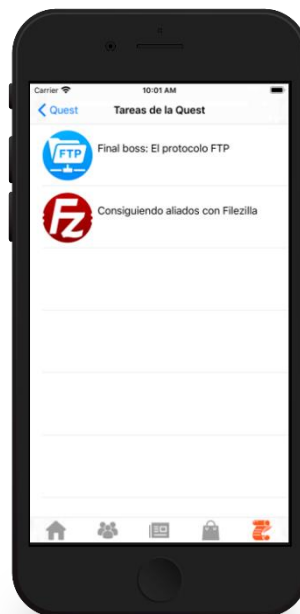 Carrier 10:01 AM
Quest Tareas de la Quest
FTP
Final boss: El protocolo FTP
Fz
Consiguiendo aliados con Filezilla